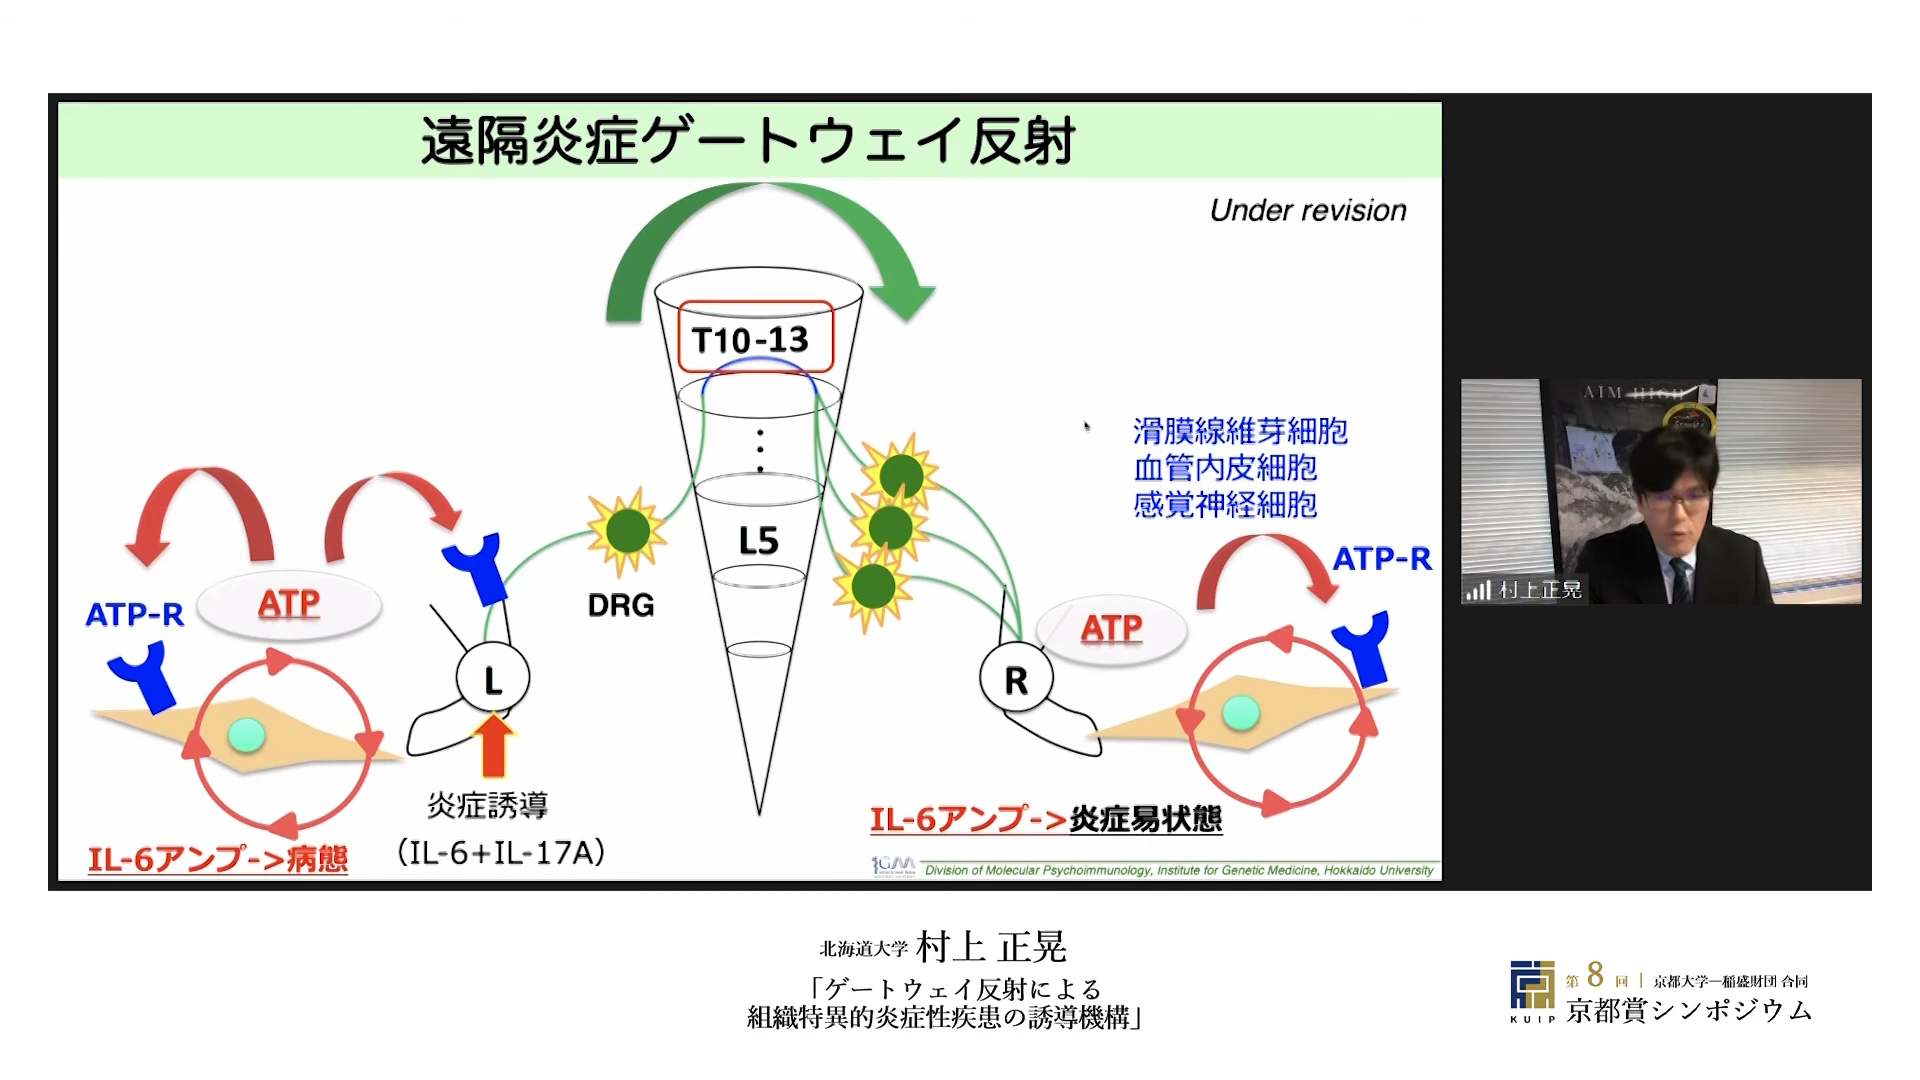 遠隔炎症ゲートウェイ反射
Under revision
T10-13
滑膜線維芽細胞
血管内皮細胞
感覚神経細胞
L5
ATP-R
ATP
DRG
ATP-R
ATP
L
R
炎症誘導
（IL-6+IL-17A）
IL-6アンプ->病態
IL-6アンプ->炎症易状態
IGM
Division of Molecular Psychoimmunology, Institute for Genetic Medicine, Hokkaido University
AIM HIGH
村上正晃
北海道大学 村上 正晃
「ゲートウェイ反射による
組織特異的炎症性疾患の誘導機構」
KUIP
第8回 | 京都大学—稲盛財団 合同
京都賞シンポジウム